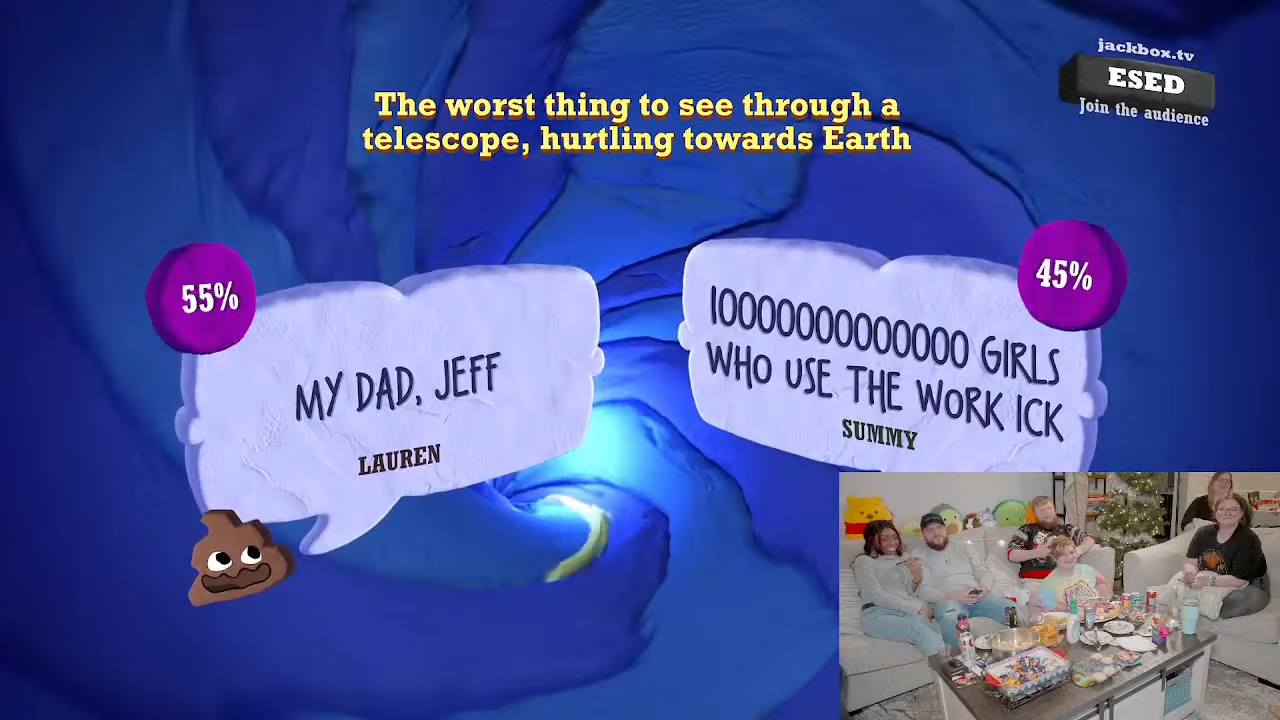 jackbox.tv
ESED
Join the audience
The worst thing to see through a
telescope, hurtling towards Earth
55%
MY DAD, JEFF
LAUREN
45%
10000000000000 GIRLS
WHO USE THE WORK ICK
SUMMY